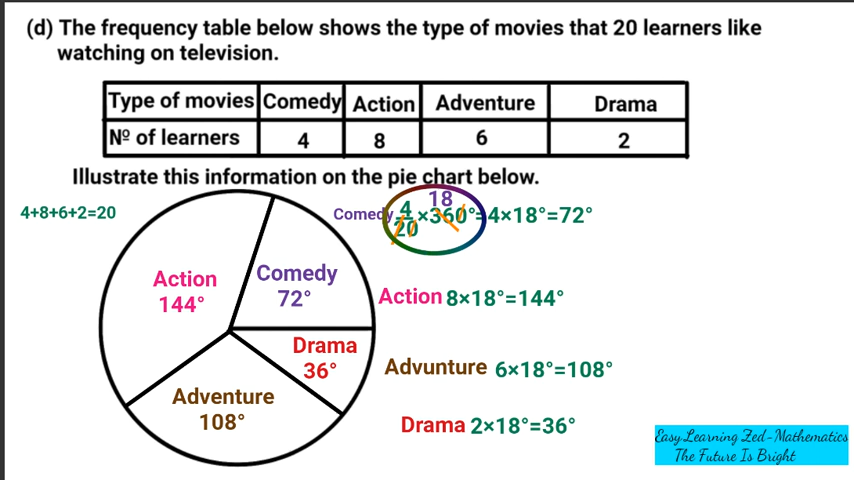 (d) The frequency table below shows the type of movies that 20 learners like
watching on television.
Type of movies Comedy Action Adventure Drama
Nº of learners 4 8 6 2
Illustrate this information on the pie chart below.
4+8+6+2=20
Comedy 4/20 ×360°=4×18°=72°
18
Action
144°
Comedy
72°
Action 8×18°=144°
Drama
36°
Advunture 6×18°=108°
Adventure
108°
Drama 2×18°=36°
Easy Learning Zed-Mathematics
The Future Is Bright